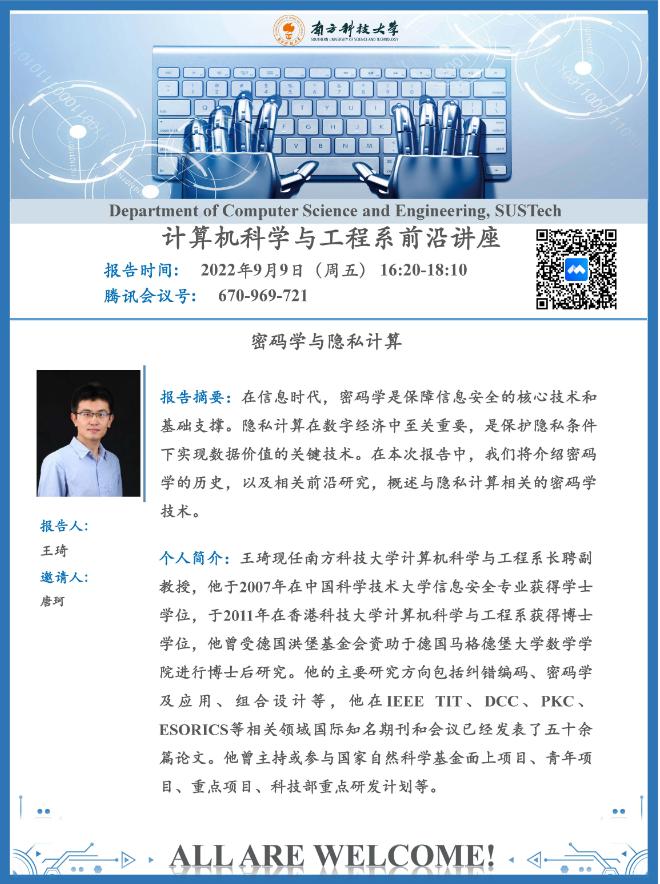 南方科技大学
SOUTHERN UNIVERSITY OF SCIENCE AND TECHNOLOGY
Department of Computer Science and Engineering, SUSTech
计算机科学与工程系前沿讲座
报告时间： 2022年9月9日（周五） 16:20-18:10
腾讯会议号： 670-969-721
密码学与隐私计算
报告摘要：在信息时代，密码学是保障信息安全的核心技术和
基础支撑。隐私计算在数字经济中至关重要，是保护隐私条件
下实现数据价值的关键技术。在本次报告中，我们将介绍密码
学的历史，以及相关前沿研究，概述与隐私计算相关的密码学
技术。
报告人：
王琦
邀请人：
唐珂
个人简介：王琦现任南方科技大学计算机科学与工程系长聘副
教授，他于2007年在中国科学技术大学信息安全专业获得学士
学位，于2011年在香港科技大学计算机科学与工程系获得博士
学位，他曾受德国洪堡基金会资助于德国马格德堡大学数学学
院进行博士后研究。他的主要研究方向包括纠错编码、密码学
及应用、组合设计等，他在IEEE TIT、DCC、PKC、
ESORICS等相关领域国际知名期刊和会议已经发表了五十余
篇论文。他曾主持或参与国家自然科学基金面上项目、青年项
目、重点项目、科技部重点研发计划等。
ALL ARE WELCOME!